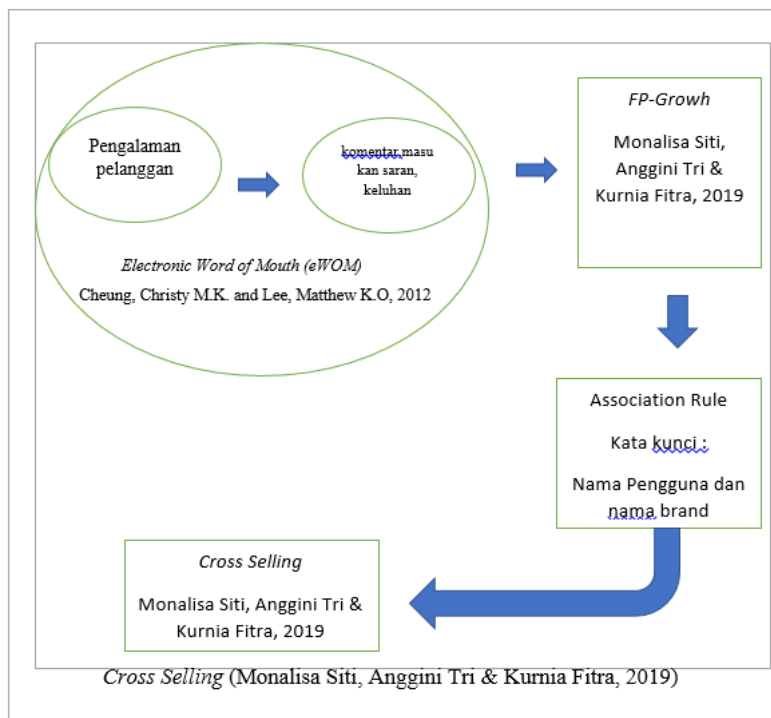 Pengalaman
pelanggan
komentar,masu
kan saran,
keluhan
Electronic Word of Mouth (eWOM)
Cheung, Christy M.K. and Lee, Matthew K.O, 2012
FP-Growh
Monalisa Siti,
Anggini Tri &
Kurnia Fitra, 2019
Association Rule
Kata kunci :
Nama Pengguna dan
nama brand
Cross Selling
Monalisa Siti, Anggini Tri &
Kurnia Fitra, 2019
Cross Selling (Monalisa Siti, Anggini Tri & Kurnia Fitra, 2019)